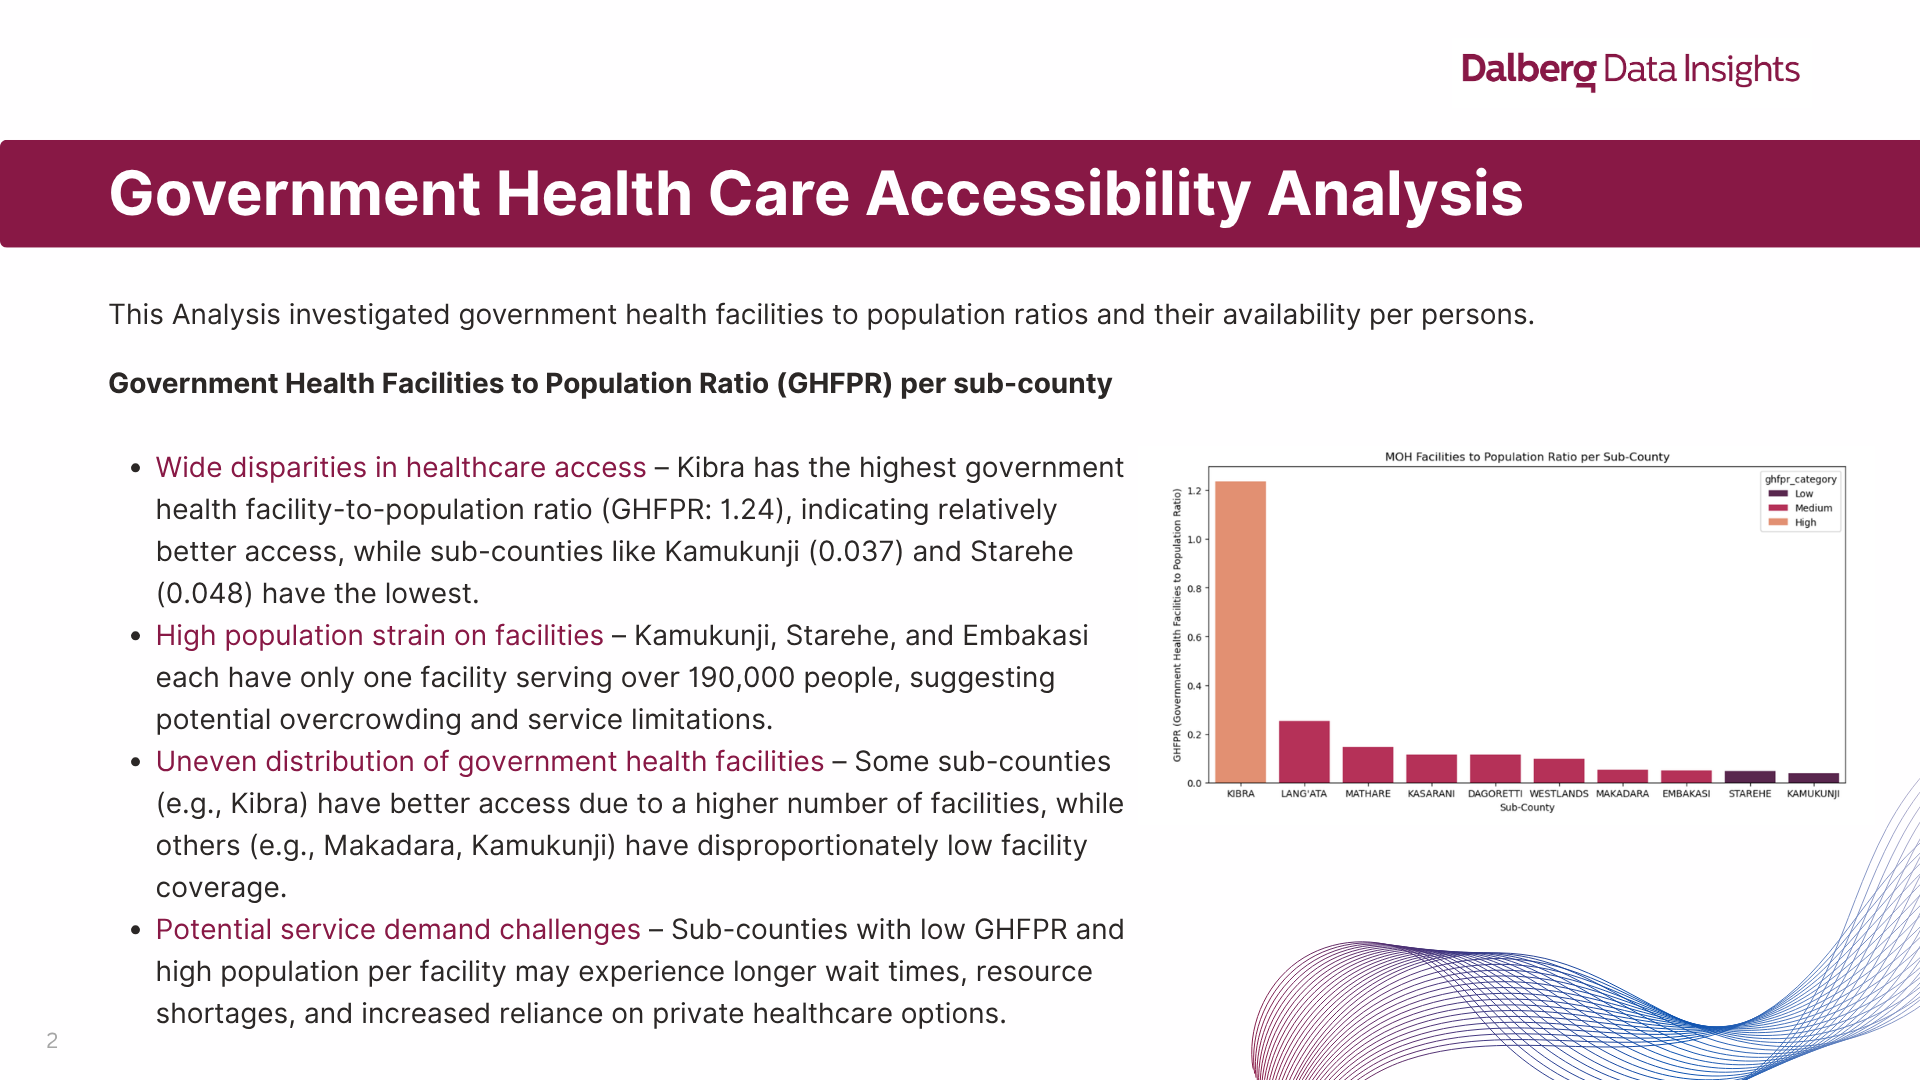 Dalberg Data Insights
Government Health Care Accessibility Analysis
This Analysis investigated government health facilities to population ratios and their availability per persons.
Government Health Facilities to Population Ratio (GHFPR) per sub-county
• Wide disparities in healthcare access – Kibra has the highest government
health facility-to-population ratio (GHFPR: 1.24), indicating relatively
better access, while sub-counties like Kamukunji (0.037) and Starehe
(0.048) have the lowest.
• High population strain on facilities – Kamukunji, Starehe, and Embakasi
each have only one facility serving over 190,000 people, suggesting
potential overcrowding and service limitations.
• Uneven distribution of government health facilities – Some sub-counties
(e.g., Kibra) have better access due to a higher number of facilities, while
others (e.g., Makadara, Kamukunji) have disproportionately low facility
coverage.
• Potential service demand challenges – Sub-counties with low GHFPR and
high population per facility may experience longer wait times, resource
shortages, and increased reliance on private healthcare options.
MOH Facilities to Population Ratio per Sub-County
GHFPR (Government Health Facilities to Population Ratio)
1.2
1.0
0.8
0.6
0.4
0.2
0.0
ghfpr_category
Low
Medium
High
KIBRA LANG'ATA MATHARE KASARANI DAGORETTI WESTLANDS MAKADARA EMBAKASI STAREHE KAMUKUNJI
Sub-County
2